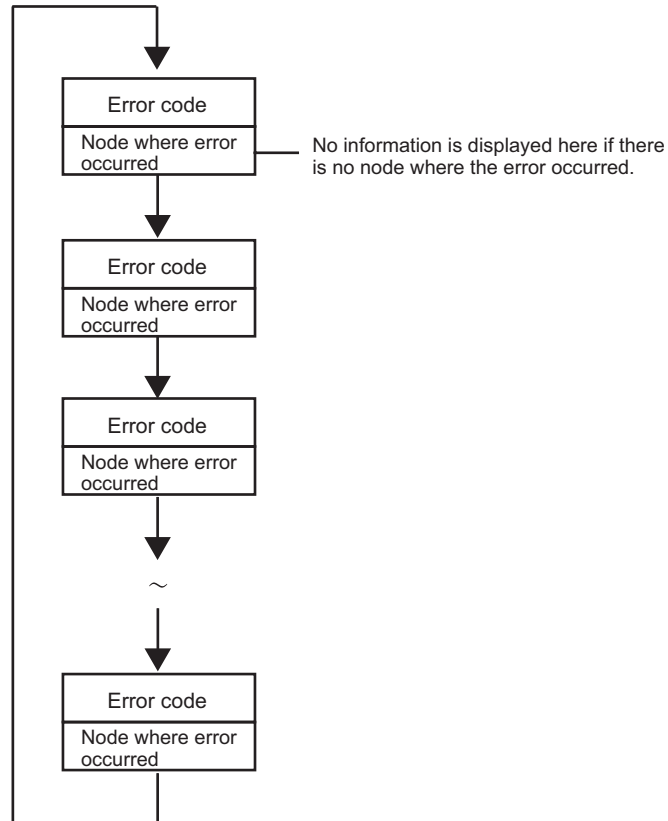 Error code
Node where error
occurred
No information is displayed here if there
is no node where the error occurred.
Error code
Node where error
occurred
Error code
Node where error
occurred
~
Error code
Node where error
occurred